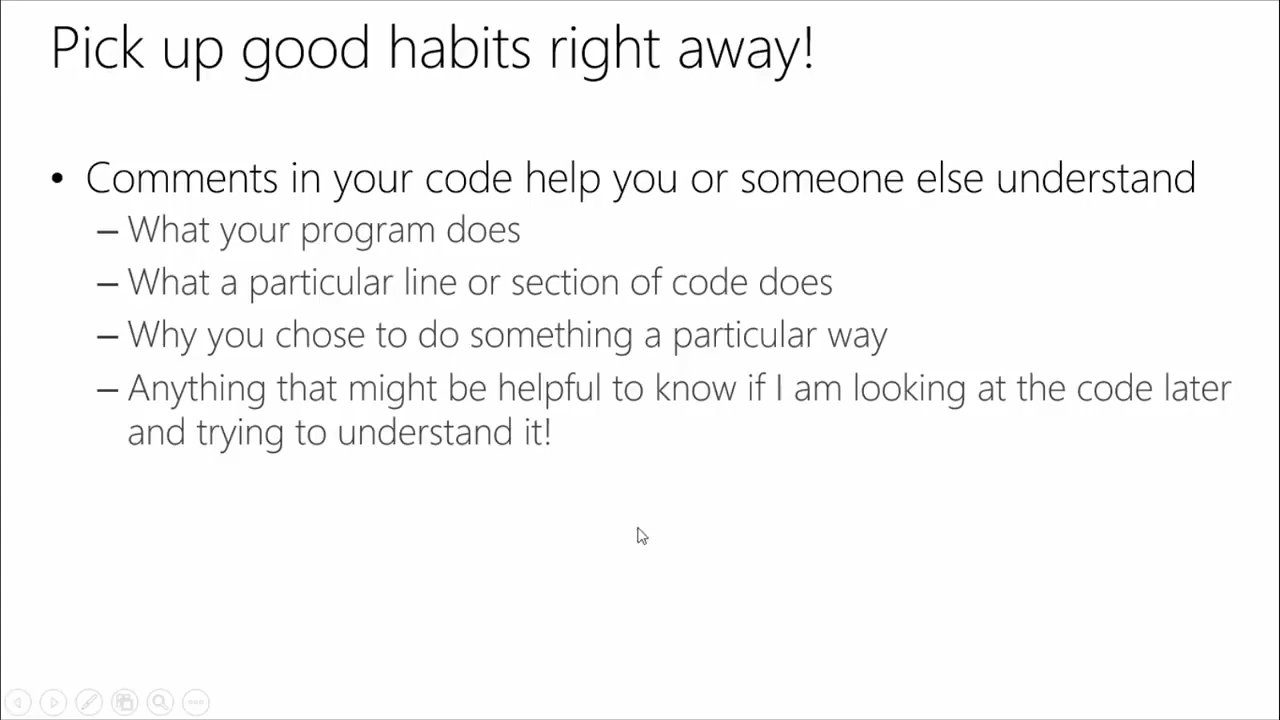 Pick up good habits right away!
• Comments in your code help you or someone else understand
– What your program does
– What a particular line or section of code does
– Why you chose to do something a particular way
– Anything that might be helpful to know if I am looking at the code later
and trying to understand it!